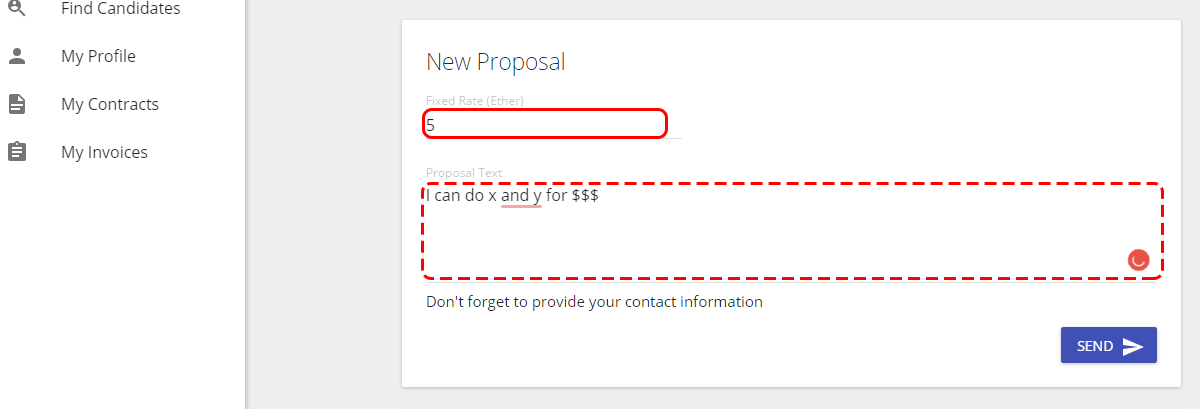 Find Candidates
My Profile
My Contracts
My Invoices
New Proposal
Fixed Rate (Ether)
5
Proposal Text
I can do x and y for $$$
Don't forget to provide your contact information
SEND